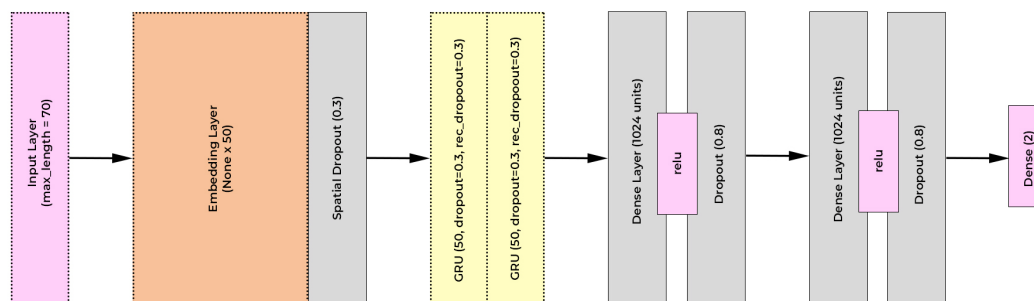 Input Layer
(max_length = 70)
Embedding Layer
(None x 50)
Spatial Dropout (0.3)
GRU (50, dropout=0.3, rec_dropoout=0.3)
GRU (50, dropout=0.3, rec_dropoout=0.3)
Dense Layer (1024 units)
relu
Dropout (0.8)
Dense Layer (1024 units)
relu
Dropout (0.8)
Dense (2)